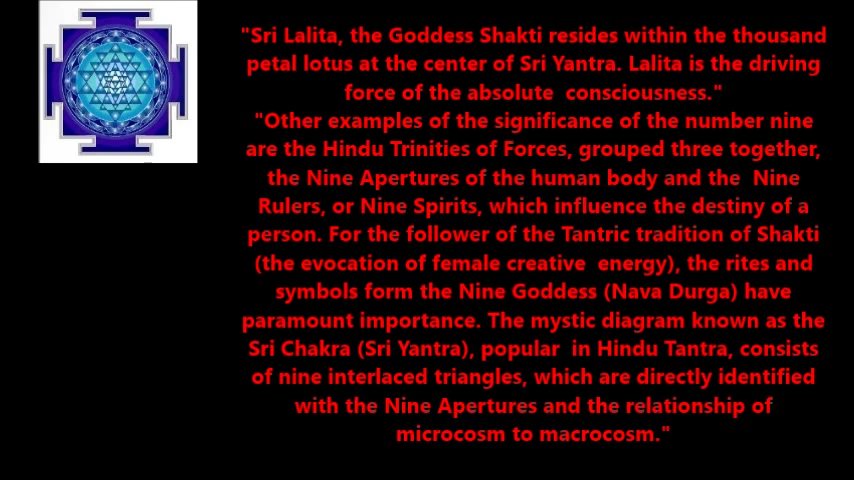 "Sri Lalita, the Goddess Shakti resides within the thousand
petal lotus at the center of Sri Yantra. Lalita is the driving
force of the absolute  consciousness."
"Other examples of the significance of the number nine
are the Hindu Trinities of Forces, grouped three together,
the Nine Apertures of the human body and the  Nine
Rulers, or Nine Spirits, which influence the destiny of a
person. For the follower of the Tantric tradition of Shakti
(the evocation of female creative  energy), the rites and
symbols form the Nine Goddess (Nava Durga) have
paramount importance. The mystic diagram known as the
Sri Chakra (Sri Yantra), popular  in Hindu Tantra, consists
of nine interlaced triangles, which are directly identified
with the Nine Apertures and the relationship of
microcosm to macrocosm."